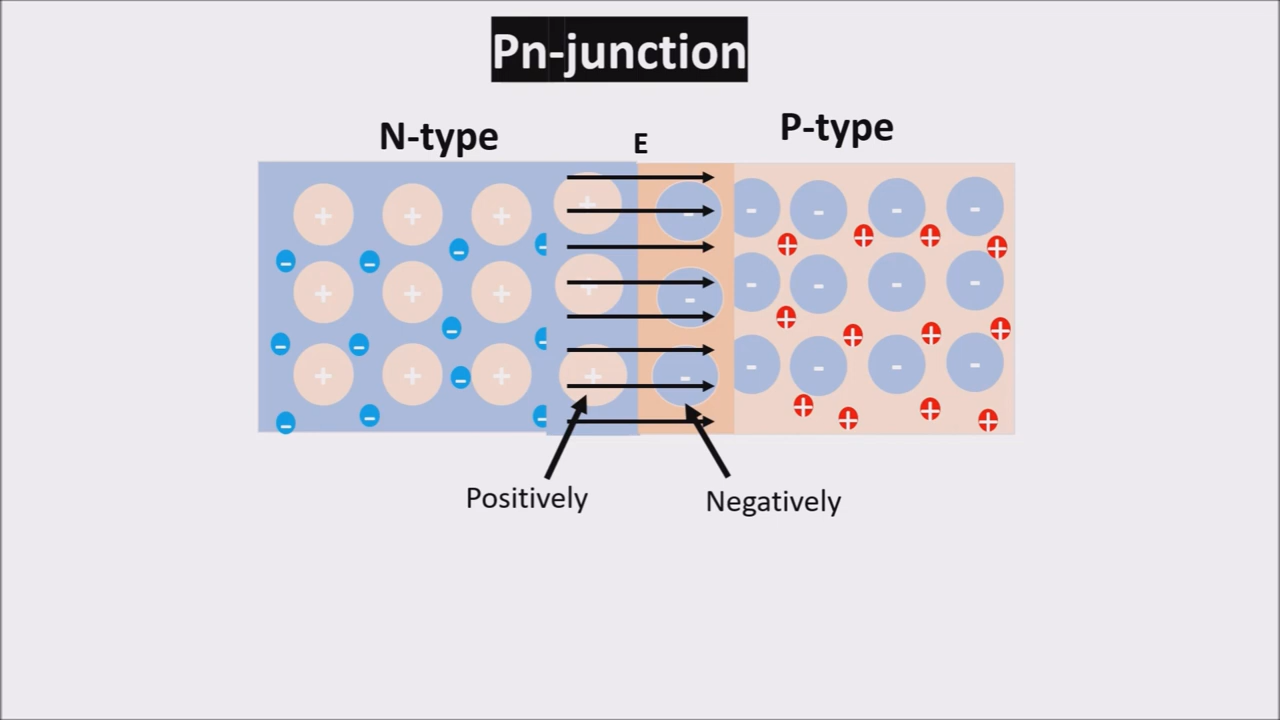 Pn-junction
N-type
E
P-type
Positively
Negatively